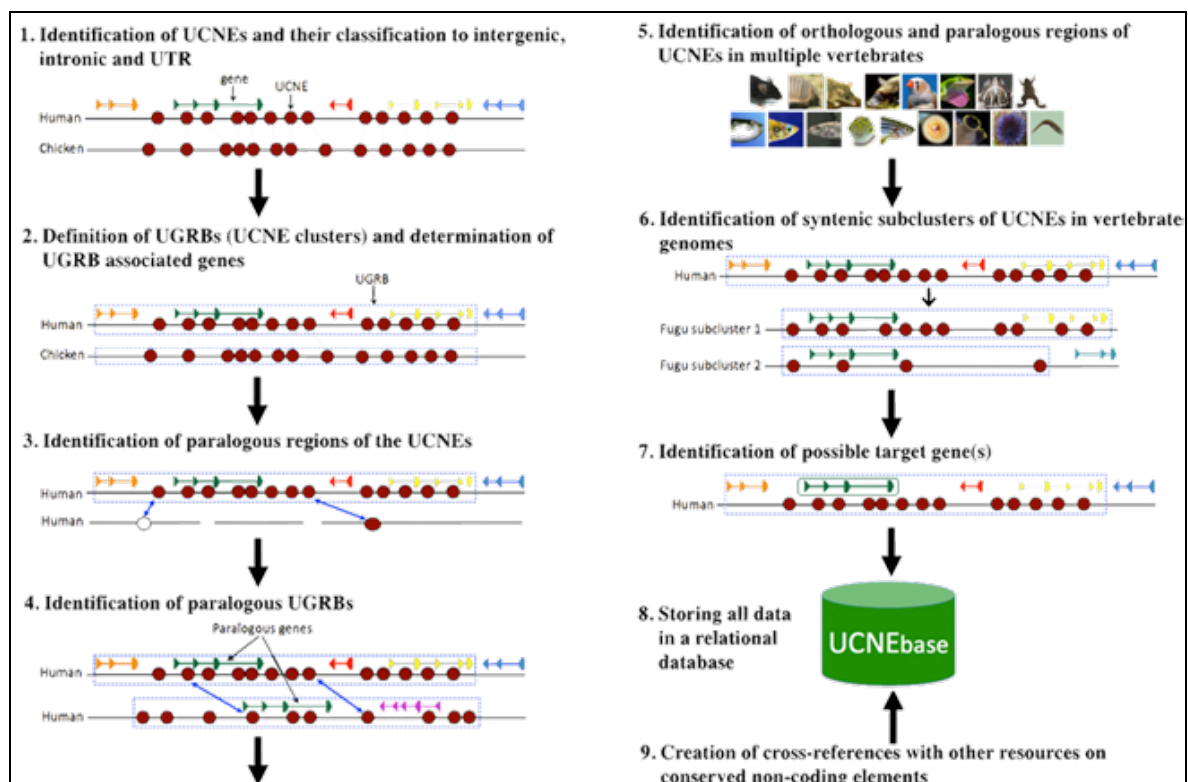 1. Identification of UCNEs and their classification to intergenic,
intronic and UTR
gene
UCNE
Human
Chicken
2. Definition of UGRBs (UCNE clusters) and determination of
UGRB associated genes
UGRB
Human
Chicken
3. Identification of paralogous regions of the UCNEs
Human
Human
4. Identification of paralogous UGRBs
Paralogous genes
Human
Human
5. Identification of orthologous and paralogous regions of
UCNEs in multiple vertebrates
6. Identification of syntenic subclusters of UCNEs in vertebrate
genomes
Human
Fugu subcluster 1
Fugu subcluster 2
7. Identification of possible target gene(s)
Human
8. Storing all data
in a relational
database
UCNEbase
9. Creation of cross-references with other resources on
conserved non-coding elements